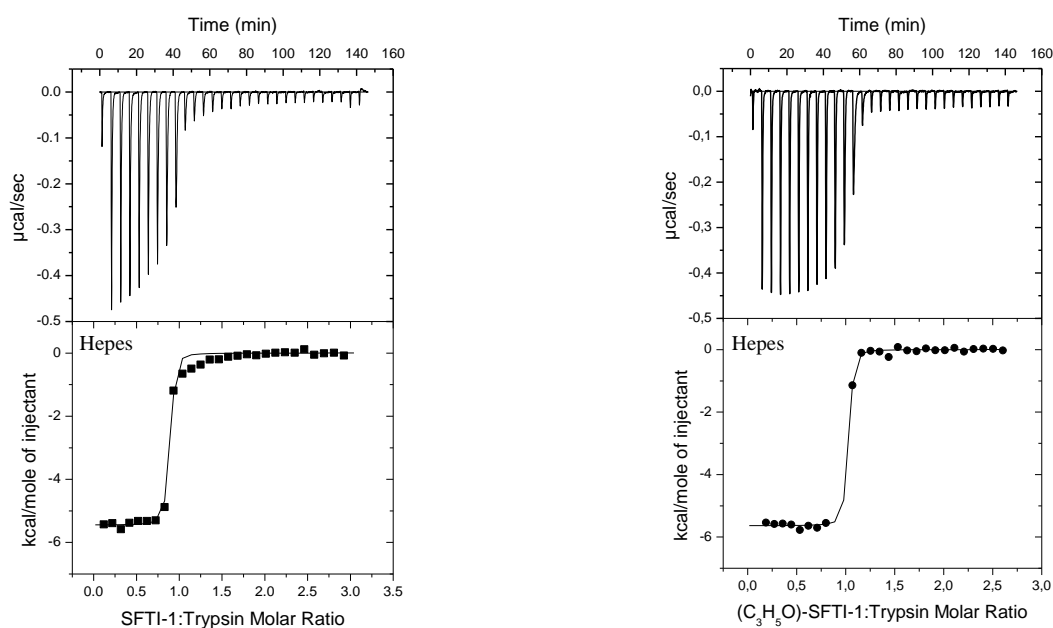 Time (min)
0 20 40 60 80 100 120 140 160
0.0
-0.1
-0.2
-0.3
-0.4
-0.5
µcal/sec
Hepes
0
-2
-4
-6
kcal/mole of injectant
0.0 0.5 1.0 1.5 2.0 2.5 3.0 3.5
SFTI-1:Trypsin Molar Ratio
Time (min)
0 20 40 60 80 100 120 140 160
0,0
-0,1
-0,2
-0,3
-0,4
-0,5
µcal/sec
Hepes
0
-2
-4
-6
kcal/mole of injectant
0,0 0,5 1,0 1,5 2,0 2,5 3,0
(C₃H₅O)-SFTI-1:Trypsin Molar Ratio